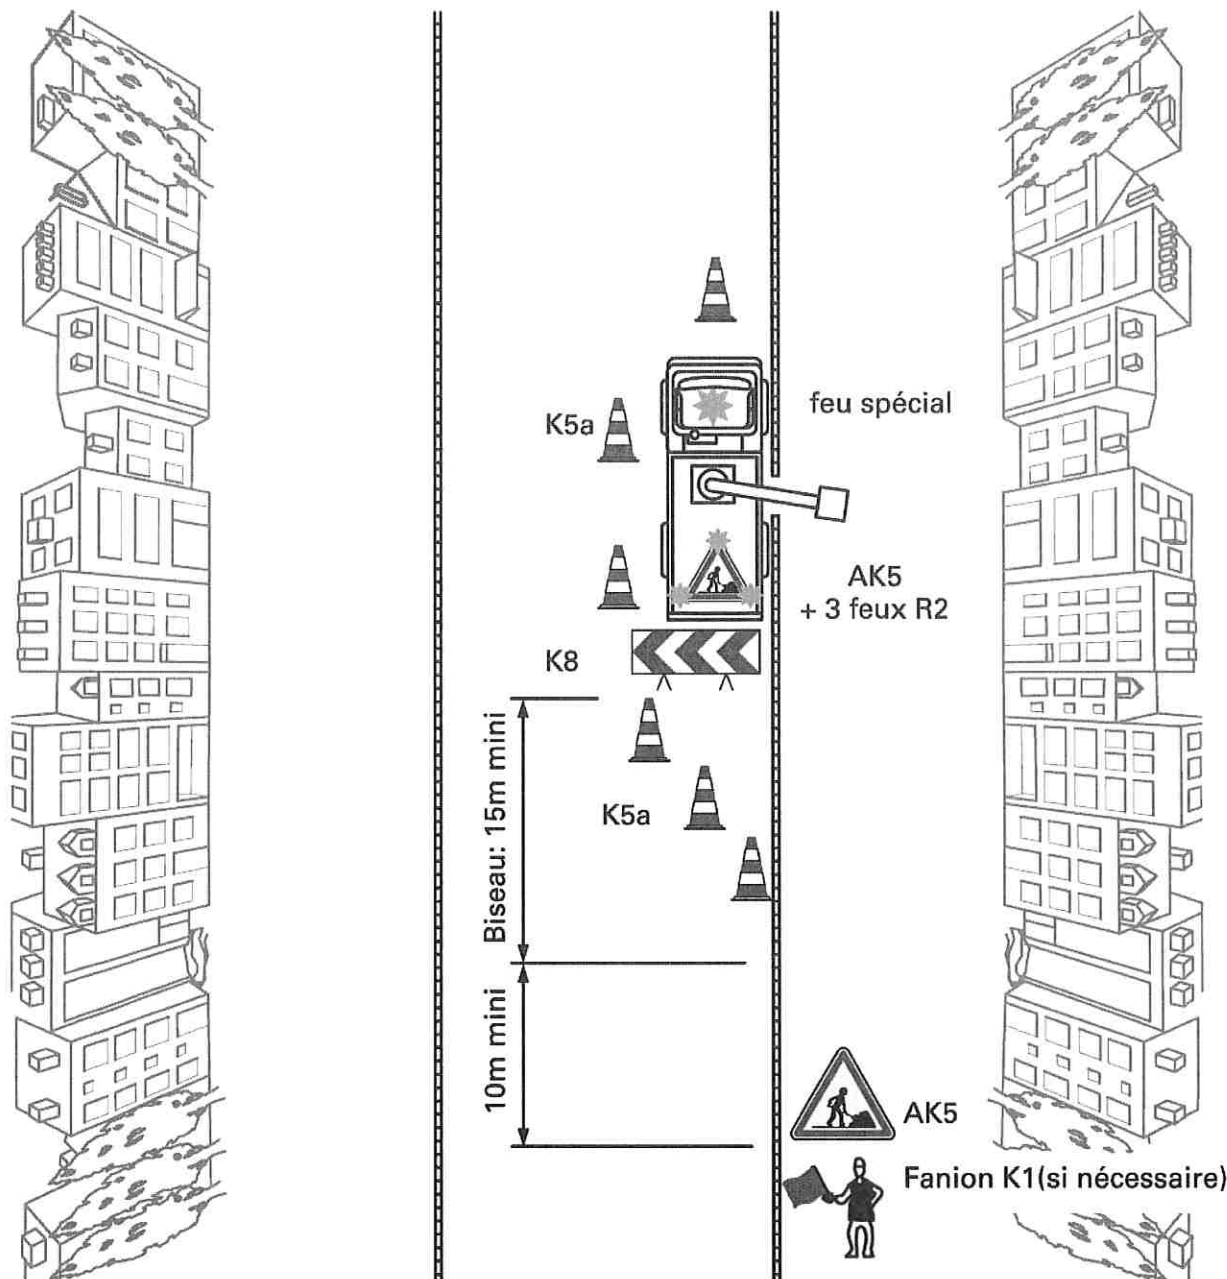 K5a
feu spécial
AK5
+ 3 feux R2
K8
Biseau: 15m mini
K5a
10m mini
AK5
Fanion K1(si nécessaire)